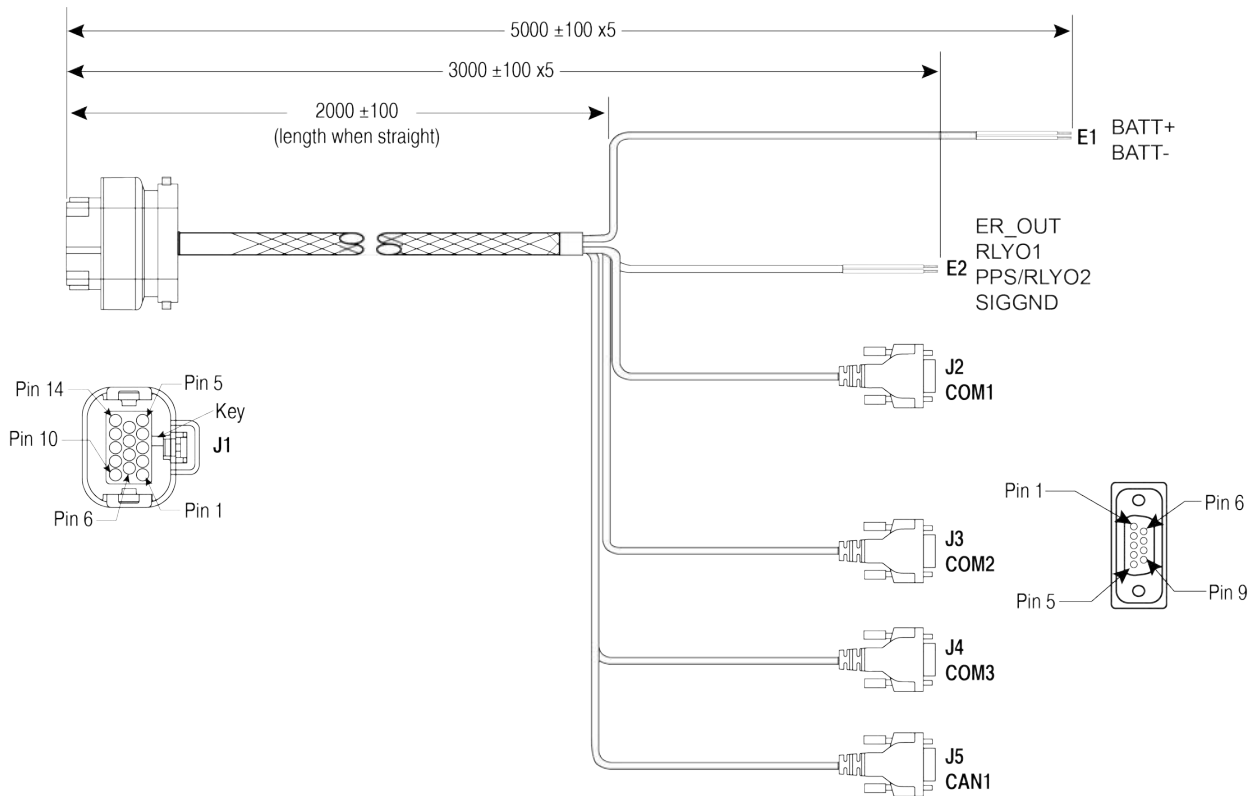 5000 ±100 x5
3000 ±100 x5
2000 ±100
(length when straight)
E1
BATT+
BATT-
E2
ER_OUT
RLYO1
PPS/RLYO2
SIGGND
J2
COM1
Pin 14
Pin 5
Key
Pin 10
J1
Pin 6
Pin 1
J3
COM2
Pin 1
Pin 6
Pin 5
Pin 9
J4
COM3
J5
CAN1